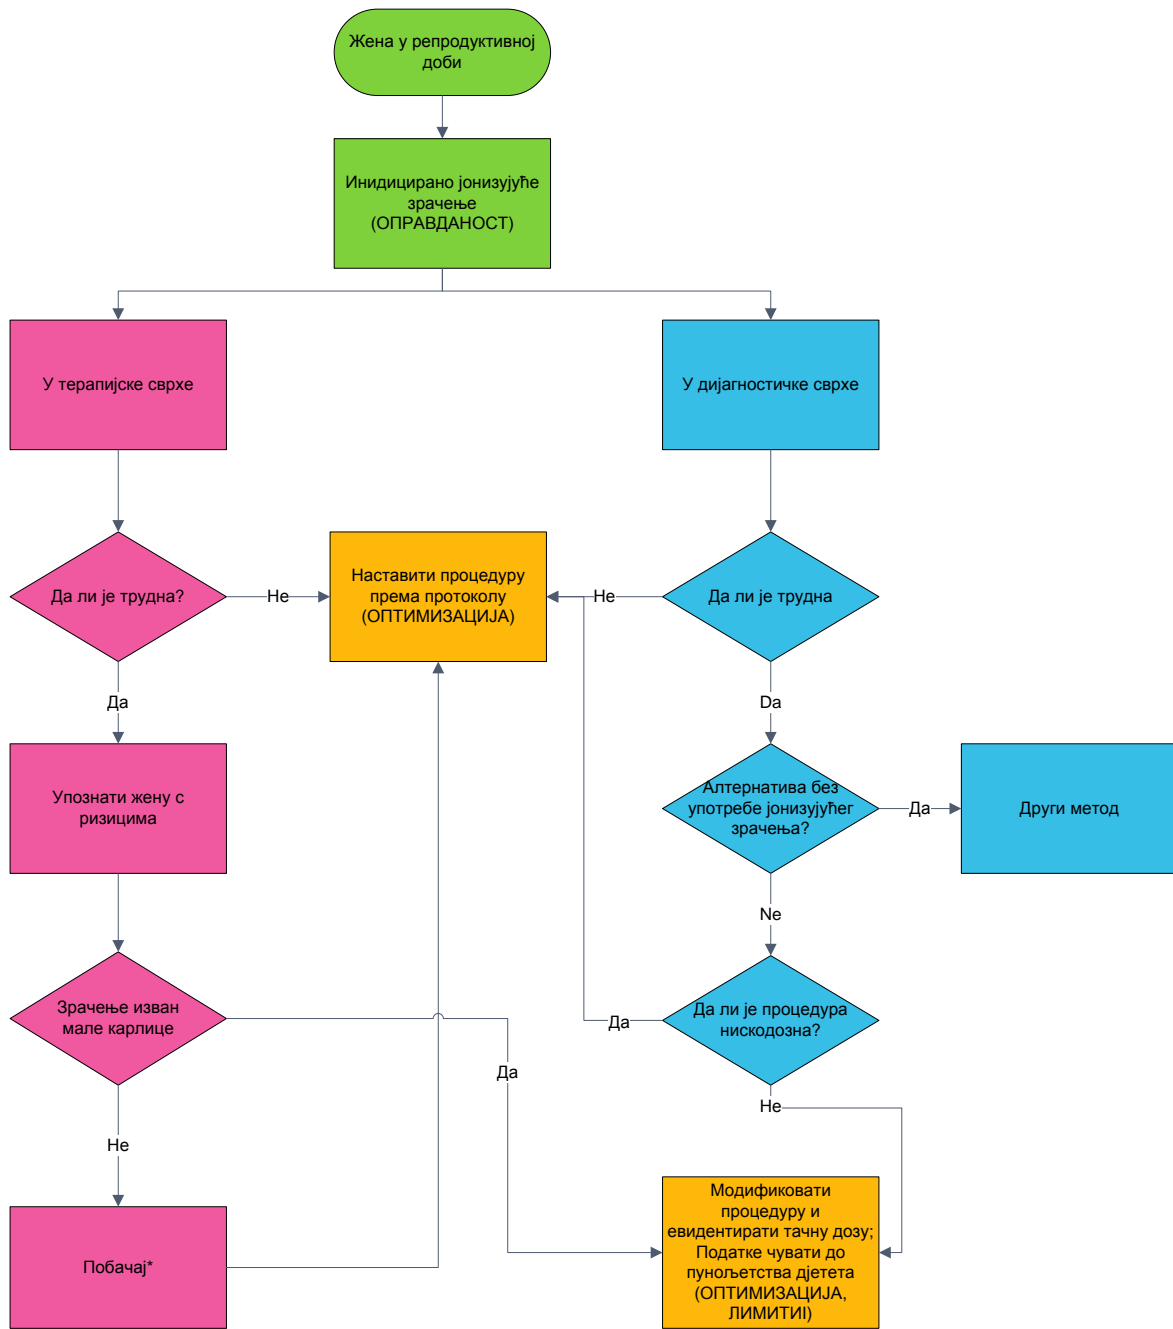 Жена у репродуктивној
доби
Инидицирано јонизујуће
зрачење
(ОПРАВДАНОСТ)
У терапијске сврхе
У дијагностичке сврхе
Да ли је трудна?
Не
Наставити процедуру
према протоколу
(ОПТИМИЗАЦИЈА)
Не
Да ли је трудна
Да
Da
Упознати жену с
ризицима
Алтернатива без
употребе јонизујућег
зрачења?
Да
Други метод
Ne
Зрачење изван
мале карлице
Да
Да ли је процедура
нискодозна?
Да
Не
Не
Побачај*
Модификовати
процедуру и
евидентирати тачну дозу;
Податке чувати до
пунољетства дјетета
(ОПТИМИЗАЦИЈА,
ЛИМИТИI)